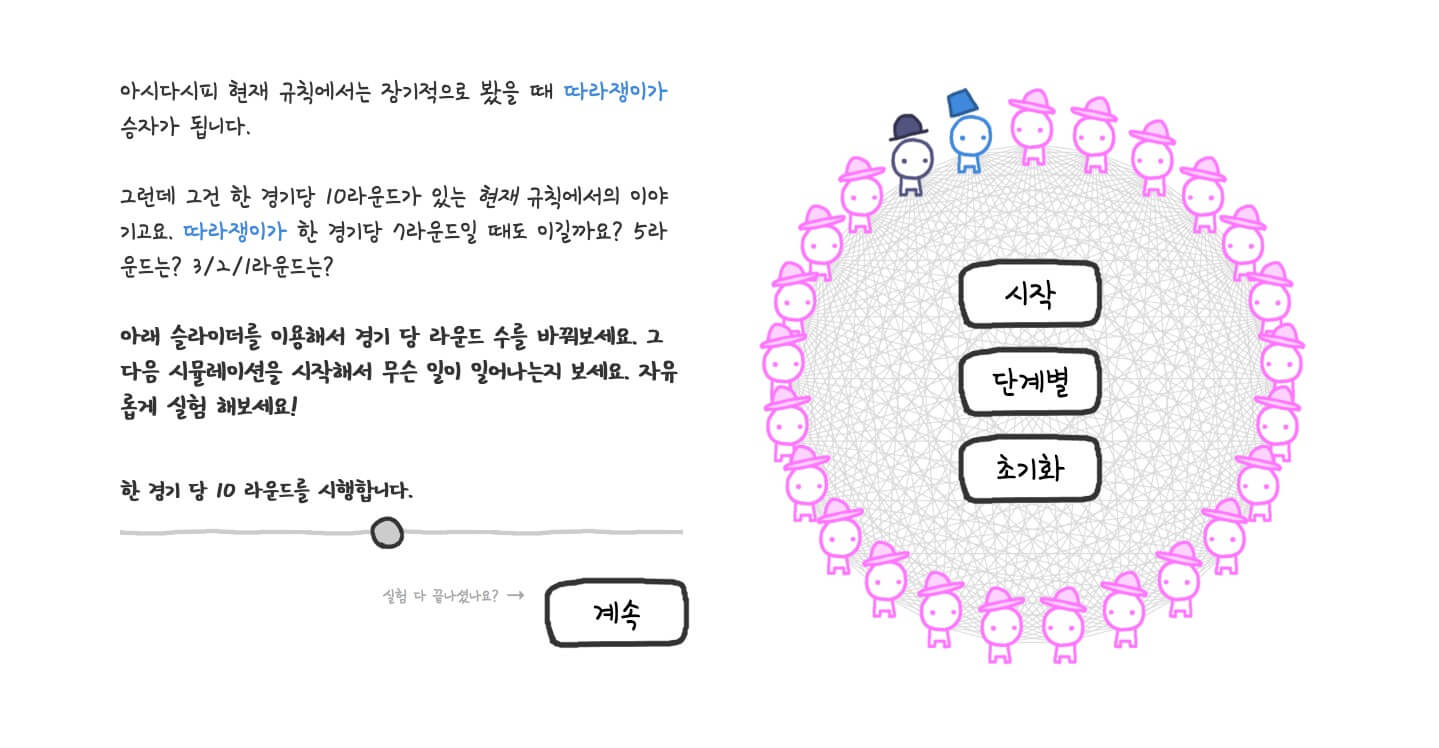 아시다시피 현재 규칙에서는 장기적으로 봤을 때 따라쟁이가
승자가 됩니다.
그런데 그건 한 경기당 10라운드가 있는 현재 규칙에서의 이야
기고요. 따라쟁이가 한 경기당 7라운드일 때도 이길까요? 5라
운드는? 3/2/1라운드는?
아래 슬라이더를 이용해서 경기 당 라운드 수를 바꿔보세요. 그
다음 시뮬레이션을 시작해서 무슨 일이 일어나는지 보세요. 자유
롭게 실험 해보세요!
한 경기 당 10 라운드를 시행합니다.
실험 다 끝나셨나요? →
계속
시작
단계별
초기화